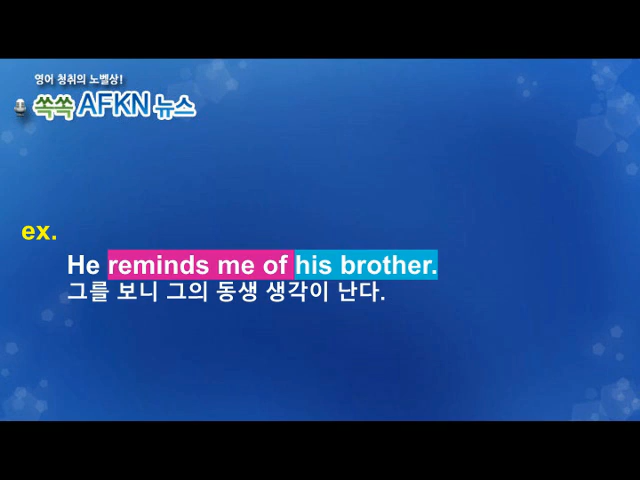 영어 청취의 노벨상!
쏙쏙 AFKN 뉴스
ex.
He reminds me of his brother.
그를 보니 그의 동생 생각이 난다.